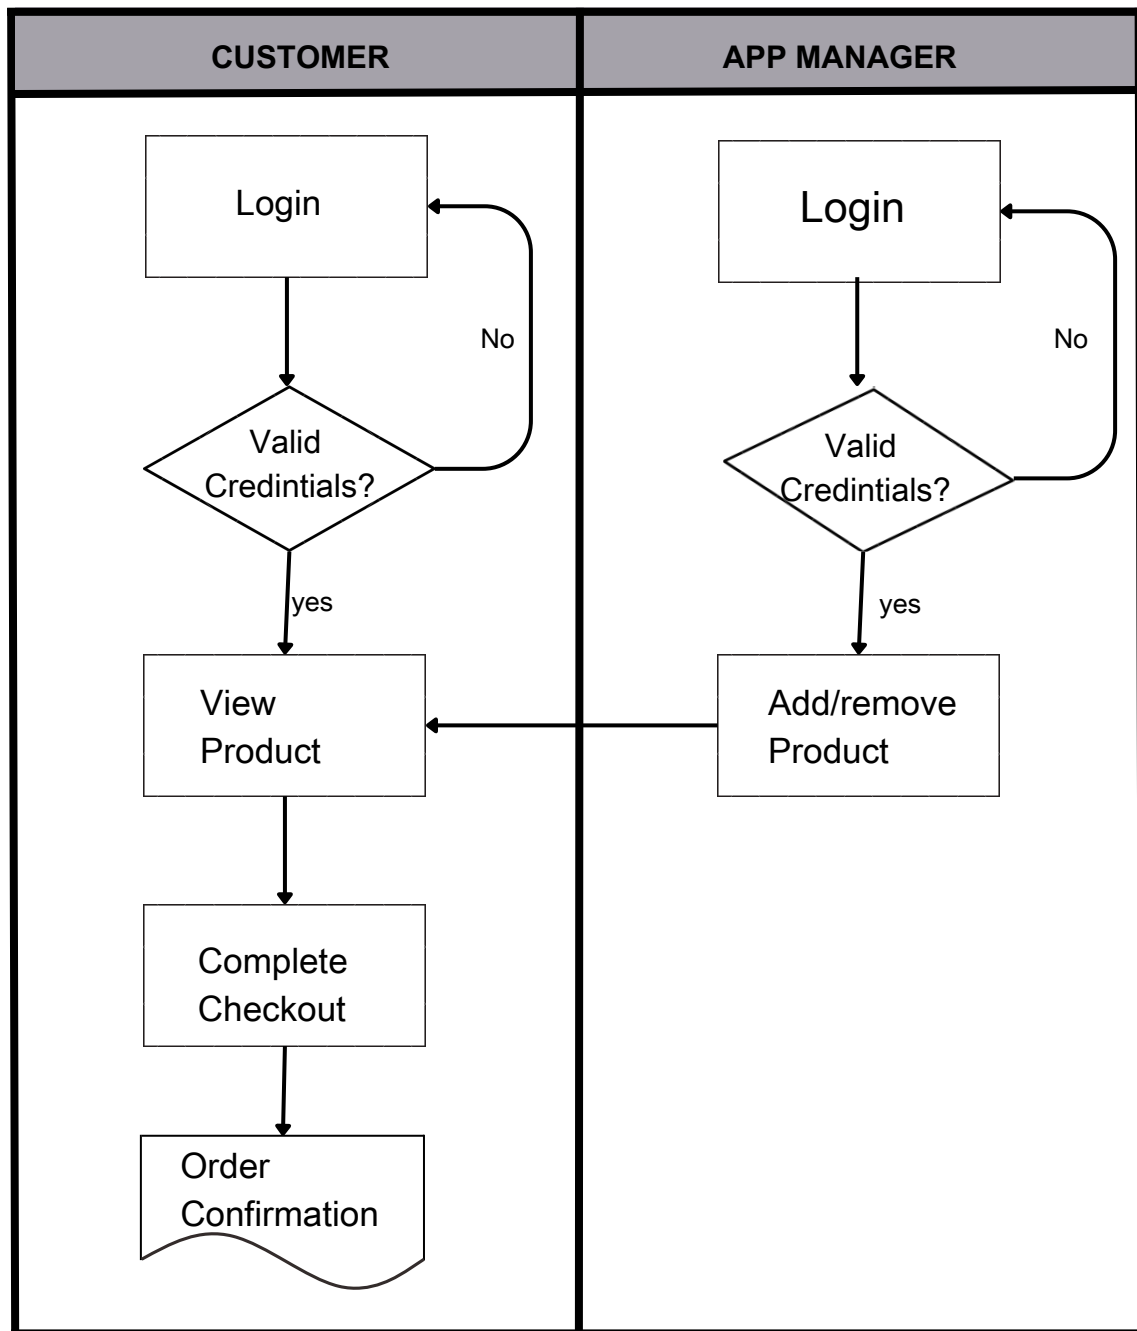 CUSTOMER
APP MANAGER
Login
No
Valid
Credintials?
yes
View
Product
Complete
Checkout
Order
Confirmation
Login
No
Valid
Credintials?
yes
Add/remove
Product